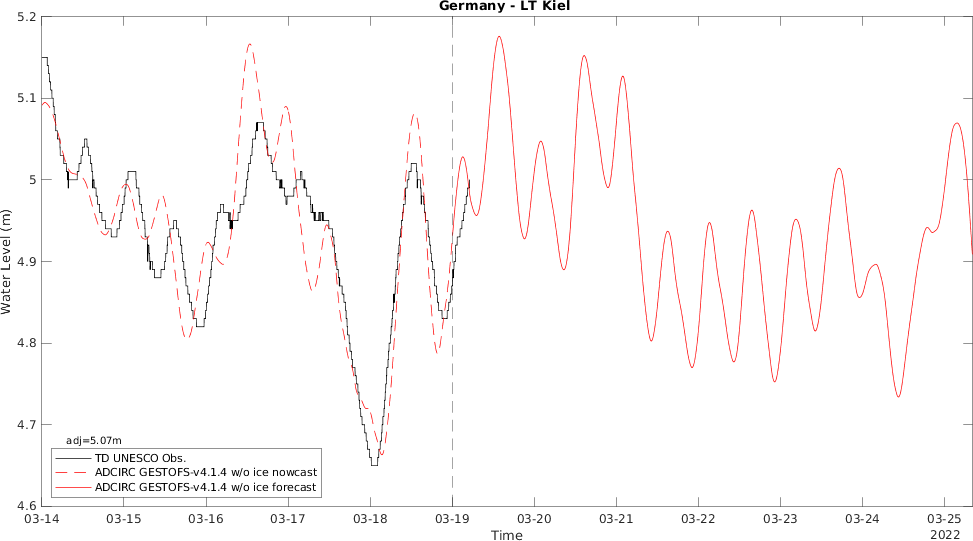 Germany - LT Kiel
Water Level (m)
5.2
5.1
5
4.9
4.8
4.7
4.6
adj=5.07m
TD UNESCO Obs.
ADCIRC GESTOFS-v4.1.4 w/o ice nowcast
ADCIRC GESTOFS-v4.1.4 w/o ice forecast
03-14 03-15 03-16 03-17 03-18 03-19 03-20 03-21 03-22 03-23 03-24 03-25
2022
Time